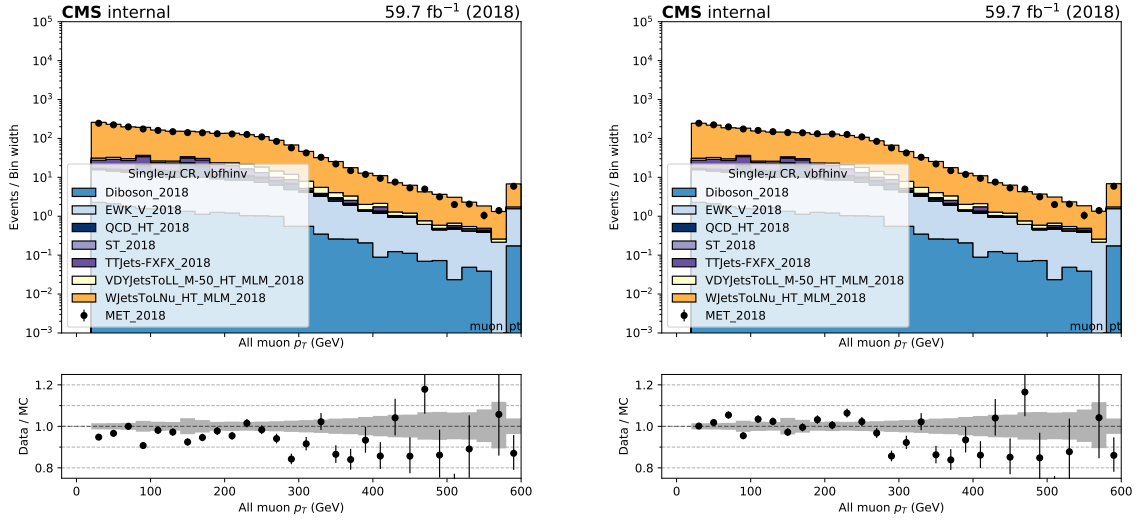 CMS internal
59.7 fb⁻¹ (2018)
10⁵
10⁴
10³
10²
10¹
10⁰
10⁻¹
10⁻²
10⁻³
Events / Bin width
Single-μ CR, vbfhinv
Diboson_2018
EWK_V_2018
QCD_HT_2018
ST_2018
TTJets-FXFX_2018
VDYJetsToLL_M-50_HT_MLM_2018
WJetsToLNu_HT_MLM_2018
MET_2018
muon_pt
All muon p_T (GeV)
1.2
1.0
0.8
Data / MC
0 100 200 300 400 500 600
All muon p_T (GeV)
CMS internal
59.7 fb⁻¹ (2018)
10⁵
10⁴
10³
10²
10¹
10⁰
10⁻¹
10⁻²
10⁻³
Events / Bin width
Single-μ CR, vbfhinv
Diboson_2018
EWK_V_2018
QCD_HT_2018
ST_2018
TTJets-FXFX_2018
VDYJetsToLL_M-50_HT_MLM_2018
WJetsToLNu_HT_MLM_2018
MET_2018
muon_pt
All muon p_T (GeV)
1.2
1.0
0.8
Data / MC
0 100 200 300 400 500 600
All muon p_T (GeV)